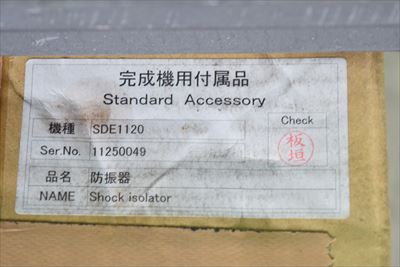 完成機用付属品
Standard Accessory
機種 SDE1120
Check
Ser.No. 11250049
板垣
品名 防振器
NAME Shock isolator